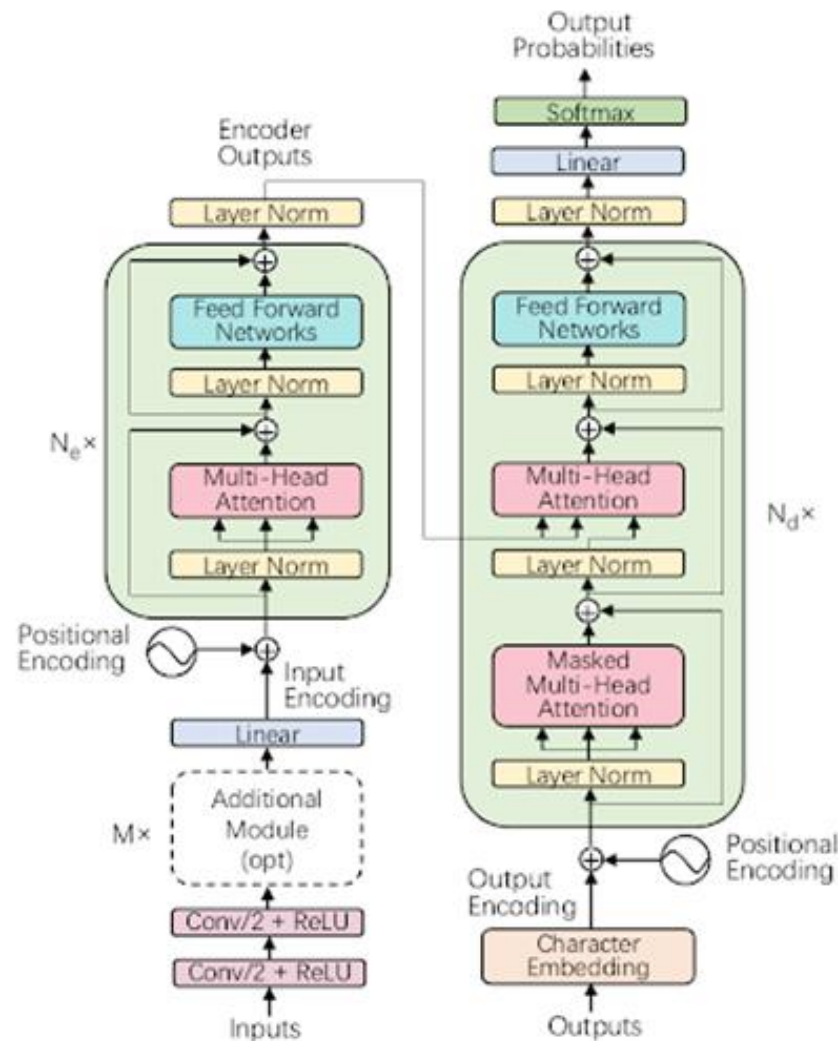 Output
Probabilities
Softmax
Linear
Layer Norm
Feed Forward
Networks
Layer Norm
Multi-Head
Attention
Layer Norm
Masked
Multi-Head
Attention
Layer Norm
N_d×
Positional
Encoding
Output
Encoding
Character
Embedding
Outputs
Encoder
Outputs
Layer Norm
Feed Forward
Networks
Layer Norm
Multi-Head
Attention
Layer Norm
N_e×
Positional
Encoding
Input
Encoding
Linear
Additional
Module
(opt)
M×
Conv/2 + ReLU
Conv/2 + ReLU
Inputs